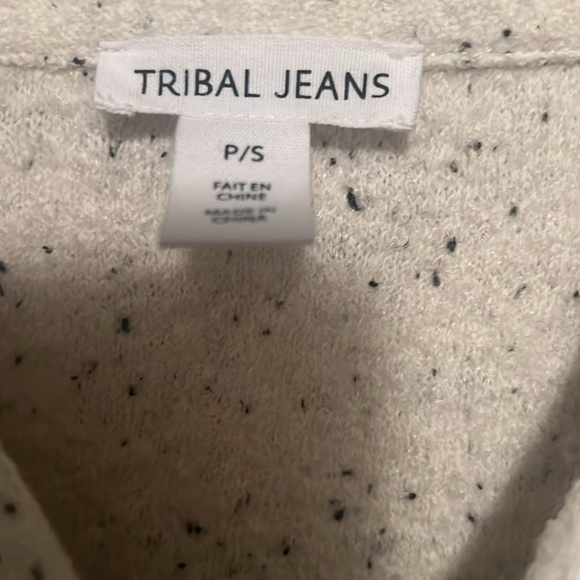 TRIBAL JEANS
P/S
FAIT EN
CHINE
MADE IN
CHINA